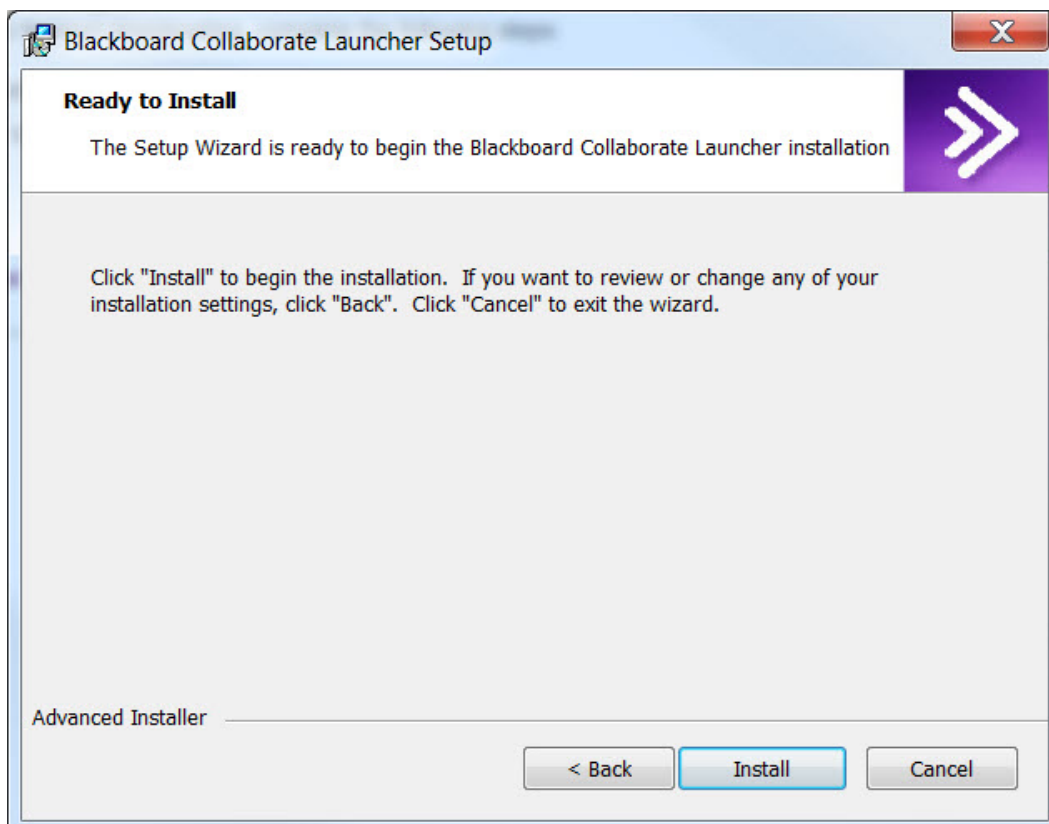 Blackboard Collaborate Launcher Setup
Ready to Install
The Setup Wizard is ready to begin the Blackboard Collaborate Launcher installation
Click "Install" to begin the installation.  If you want to review or change any of your
installation settings, click "Back".  Click "Cancel" to exit the wizard.
Advanced Installer
< Back
Install
Cancel